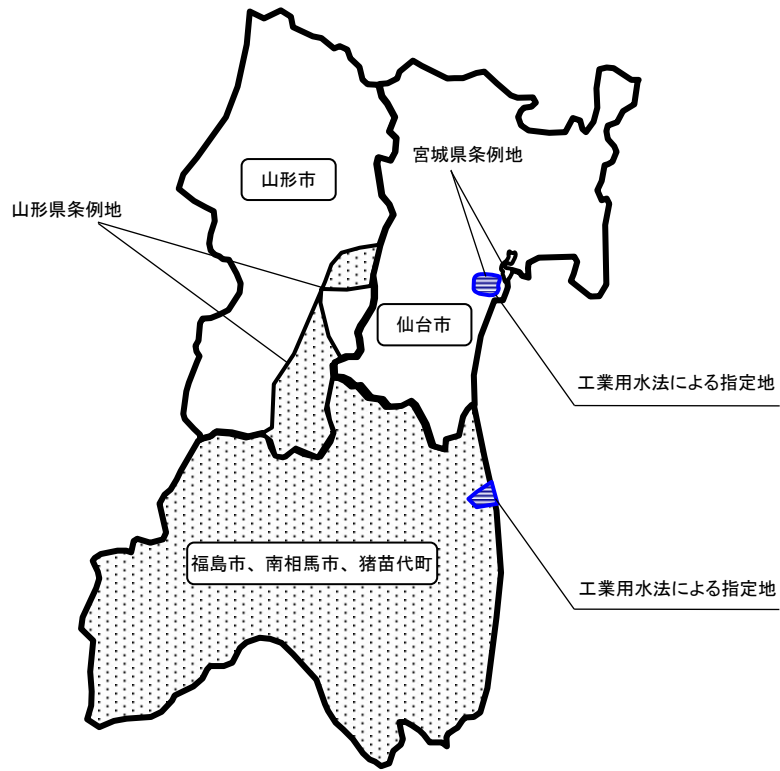 宮城県条例地
山形市
山形県条例地
仙台市
工業用水法による指定地
福島市、南相馬市、猪苗代町
工業用水法による指定地